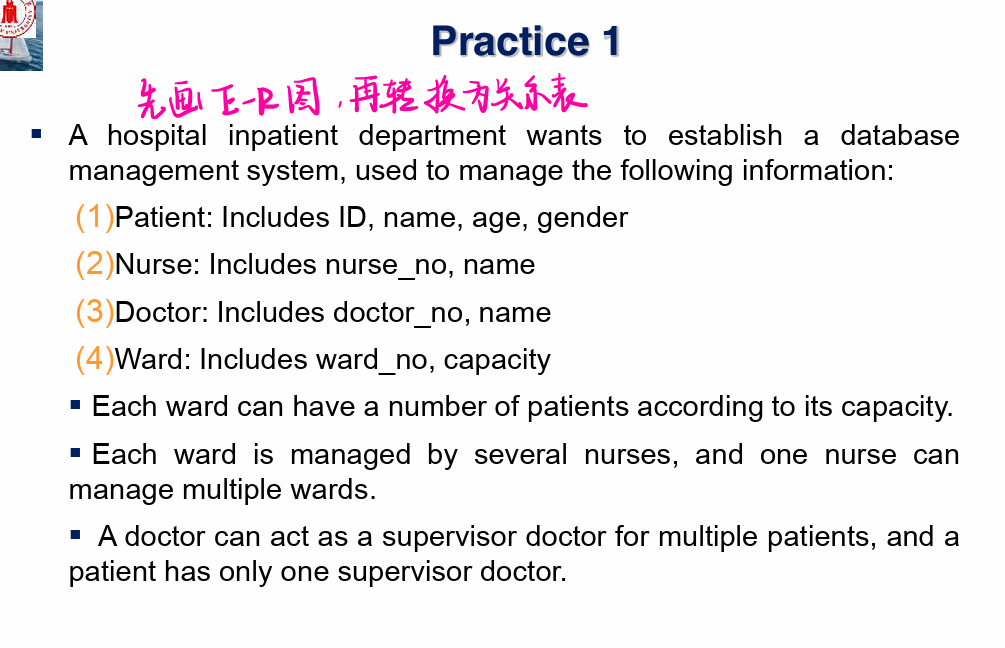 Practice 1
先画E-R图,再转换为关系表
▪ A hospital inpatient department wants to establish a database
management system, used to manage the following information:
(1)Patient: Includes ID, name, age, gender
(2)Nurse: Includes nurse_no, name
(3)Doctor: Includes doctor_no, name
(4)Ward: Includes ward_no, capacity
▪ Each ward can have a number of patients according to its capacity.
▪ Each ward is managed by several nurses, and one nurse can
manage multiple wards.
▪ A doctor can act as a supervisor doctor for multiple patients, and a
patient has only one supervisor doctor.